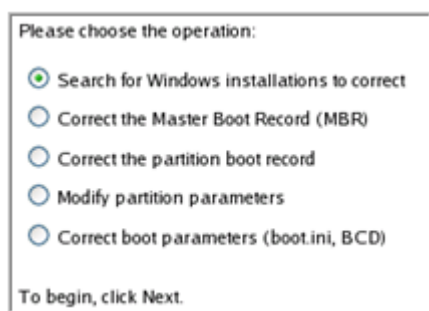 Please choose the operation:
Search for Windows installations to correct
Correct the Master Boot Record (MBR)
Correct the partition boot record
Modify partition parameters
Correct boot parameters (boot.ini, BCD)
To begin, click Next.